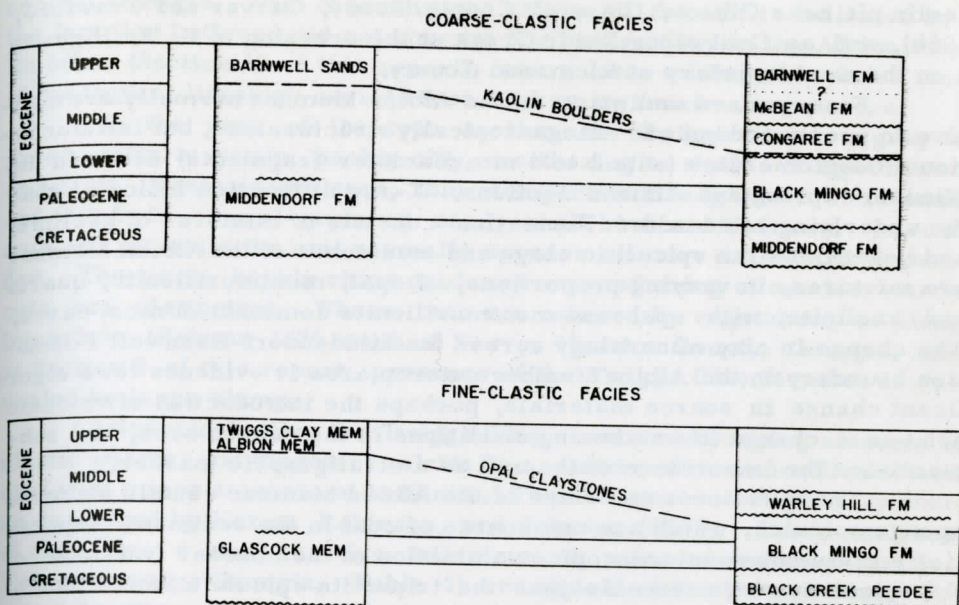 COARSE-CLASTIC FACIES
EOCENE
UPPER
MIDDLE
LOWER
PALEOCENE
CRETACEOUS
BARNWELL SANDS
MIDDENDORF FM
KAOLIN BOULDERS
BARNWELL FM
?
McBEAN FM
CONGAREE FM
BLACK MINGO FM
MIDDENDORF FM
FINE-CLASTIC FACIES
EOCENE
UPPER
MIDDLE
LOWER
PALEOCENE
CRETACEOUS
TWIGGS CLAY MEM
ALBION MEM
GLASCOCK MEM
OPAL CLAYSTONES
WARLEY HILL FM
BLACK MINGO FM
BLACK CREEK PEEDEE